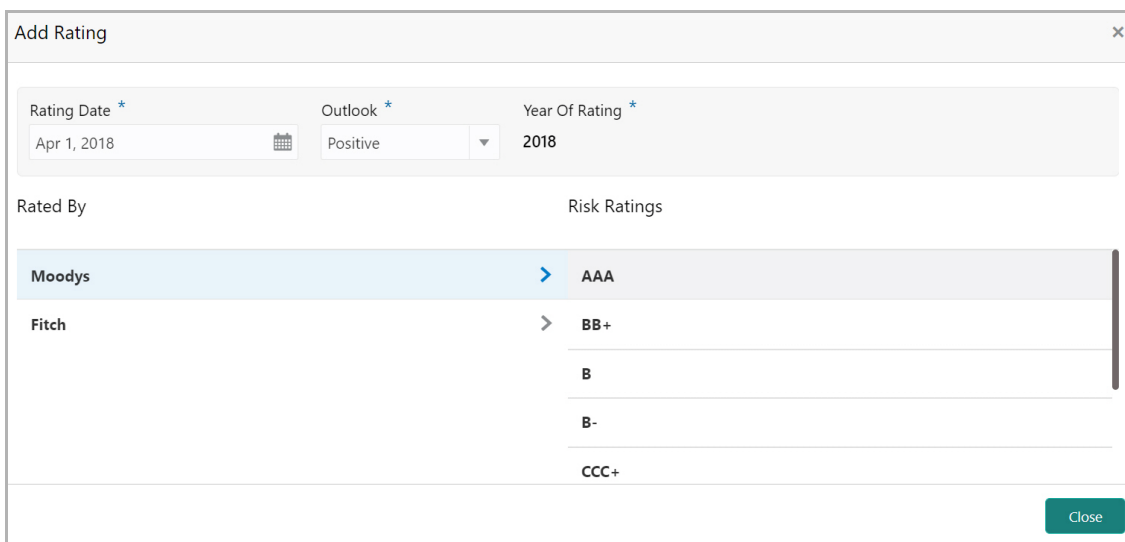 Add Rating ×
Rating Date * Outlook * Year Of Rating *
Apr 1, 2018 Positive 2018
Rated By Risk Ratings
Moodys AAA
Fitch BB+
B
B-
CCC+
Close